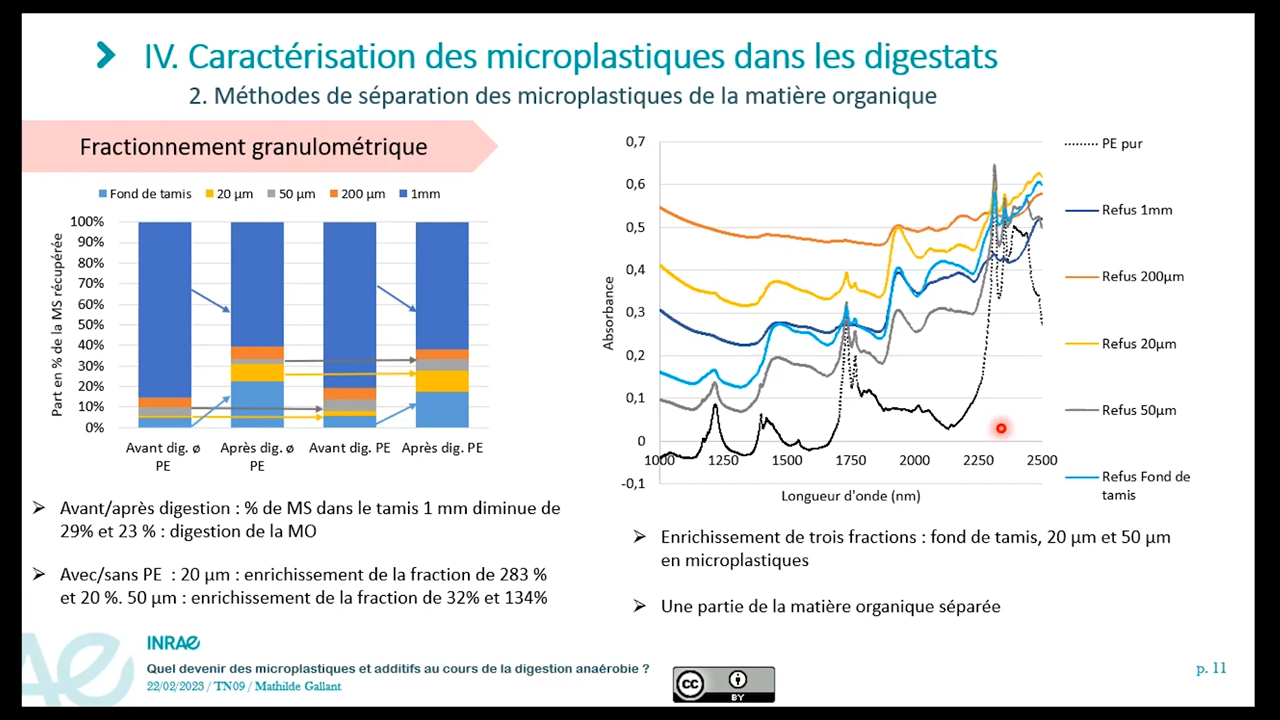 IV. Caractérisation des microplastiques dans les digestats
2. Méthodes de séparation des microplastiques de la matière organique
Fractionnement granulométrique
Fond de tamis 20 µm 50 µm 200 µm 1mm
Part en % de la MS récupérée
100%
90%
80%
70%
60%
50%
40%
30%
20%
10%
0%
Avant dig. ø
PE
Après dig. ø
PE
Avant dig. PE
Après dig. PE
Avant/après digestion : % de MS dans le tamis 1 mm diminue de
29% et 23 % : digestion de la MO
Avec/sans PE : 20 µm : enrichissement de la fraction de 283 %
et 20 %. 50 µm : enrichissement de la fraction de 32% et 134%
Absorbance
0,7
0,6
0,5
0,4
0,3
0,2
0,1
0
-0,1
1000 1250 1500 1750 2000 2250 2500
Longueur d'onde (nm)
PE pur
Refus 1mm
Refus 200µm
Refus 20µm
Refus 50µm
Refus Fond de
tamis
Enrichissement de trois fractions : fond de tamis, 20 µm et 50 µm
en microplastiques
Une partie de la matière organique séparée
INRAE
Quel devenir des microplastiques et additifs au cours de la digestion anaérobie ?
22/02/2023 / TN09 / Mathilde Gallant
cc
BY
p. 11